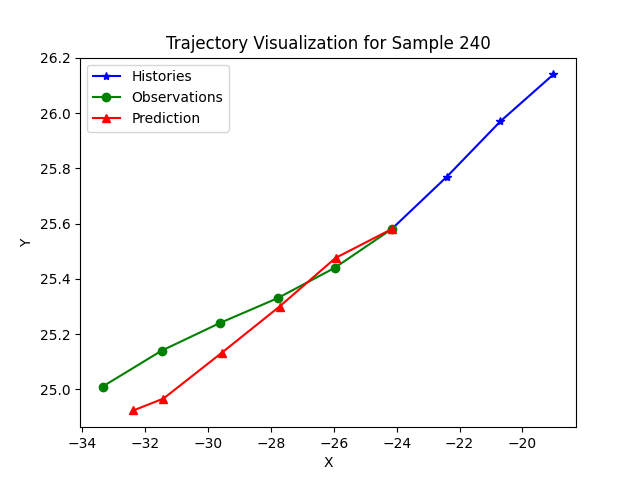 Trajectory Visualization for Sample 240
Histories
Observations
Prediction
Y
26.2
26.0
25.8
25.6
25.4
25.2
25.0
−34 −32 −30 −28 −26 −24 −22 −20
X